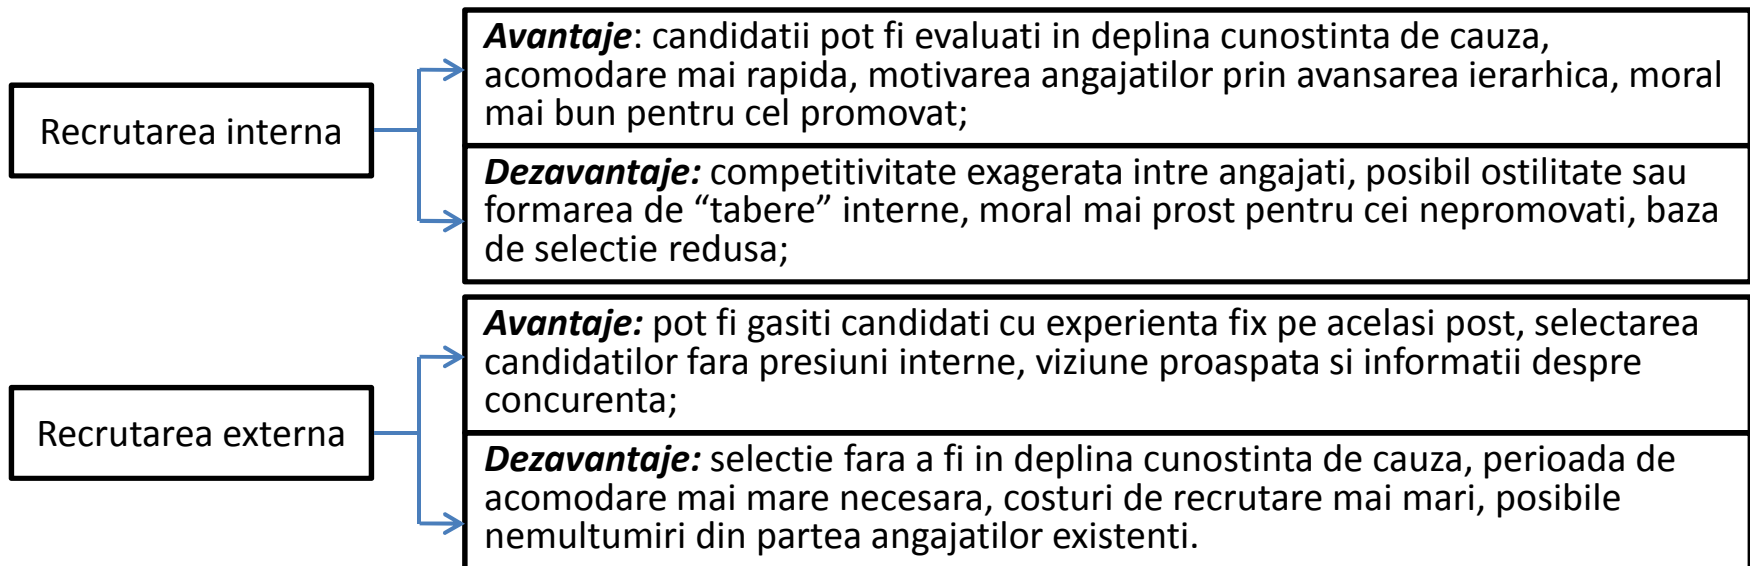 Recrutarea interna
Avantaje: candidatii pot fi evaluati in deplina cunostinta de cauza,
acomodare mai rapida, motivarea angajatilor prin avansarea ierarhica, moral
mai bun pentru cel promovat;
Dezavantaje: competitivitate exagerata intre angajati, posibil ostilitate sau
formarea de “tabere” interne, moral mai prost pentru cei nepromovati, baza
de selectie redusa;
Recrutarea externa
Avantaje: pot fi gasiti candidati cu experienta fix pe acelasi post, selectarea
candidatilor fara presiuni interne, viziune proaspata si informatii despre
concurenta;
Dezavantaje: selectie fara a fi in deplina cunostinta de cauza, perioada de
acomodare mai mare necesara, costuri de recrutare mai mari, posibile
nemultumiri din partea angajatilor existenti.